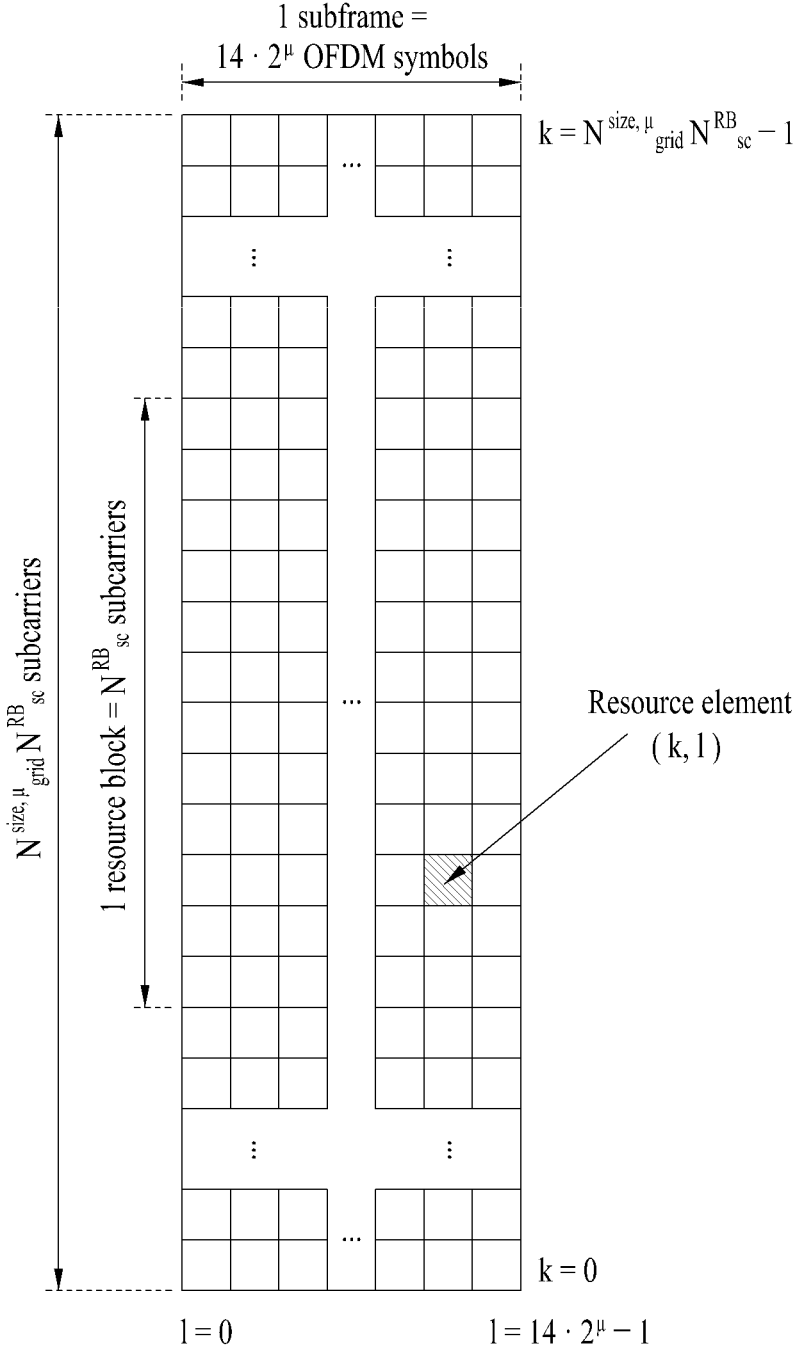 1 subframe =
14 · 2^μ OFDM symbols
k = N^size, μ_grid N^RB_sc − 1
...
...
...
N^size, μ_grid N^RB_sc subcarriers
1 resource block = N^RB_sc subcarriers
...
Resource element
( k, l )
...
...
...
k = 0
l = 0
l = 14 · 2^μ − 1